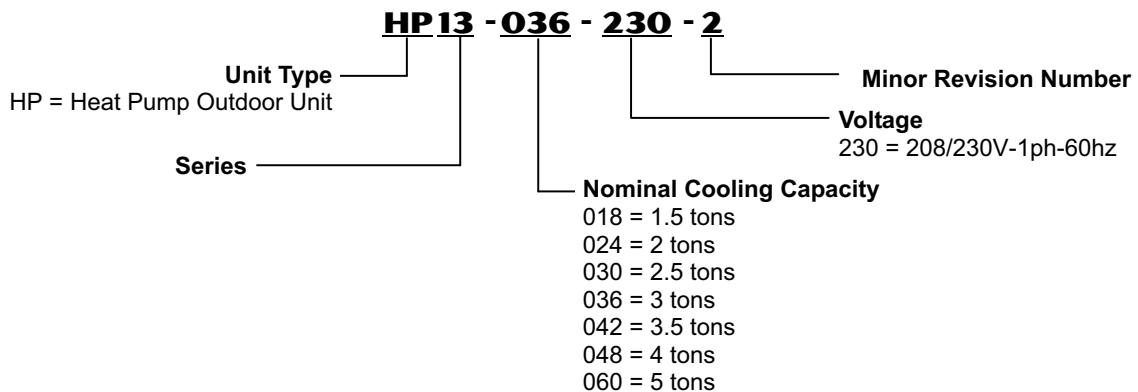 HP13 - 036 - 230 - 2
Unit Type
HP = Heat Pump Outdoor Unit
Series
Minor Revision Number
Voltage
230 = 208/230V-1ph-60hz
Nominal Cooling Capacity
018 = 1.5 tons
024 = 2 tons
030 = 2.5 tons
036 = 3 tons
042 = 3.5 tons
048 = 4 tons
060 = 5 tons